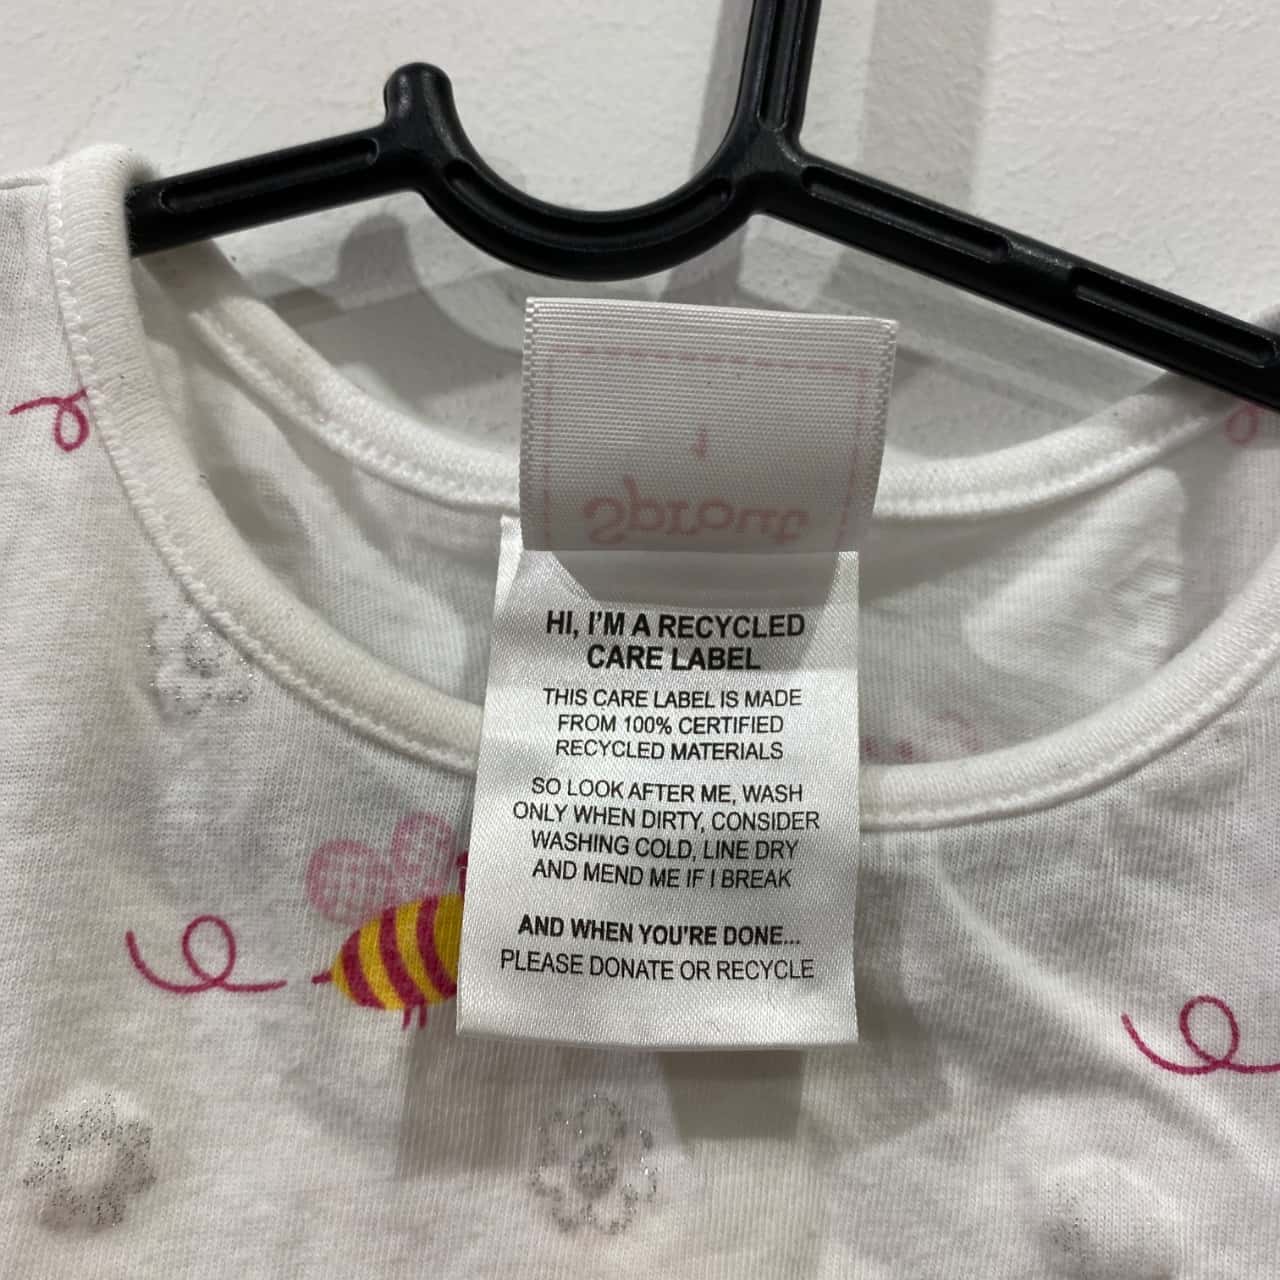 1
Sprout
HI, I'M A RECYCLED
CARE LABEL
THIS CARE LABEL IS MADE
FROM 100% CERTIFIED
RECYCLED MATERIALS
SO LOOK AFTER ME, WASH
ONLY WHEN DIRTY, CONSIDER
WASHING COLD, LINE DRY
AND MEND ME IF I BREAK
AND WHEN YOU'RE DONE...
PLEASE DONATE OR RECYCLE